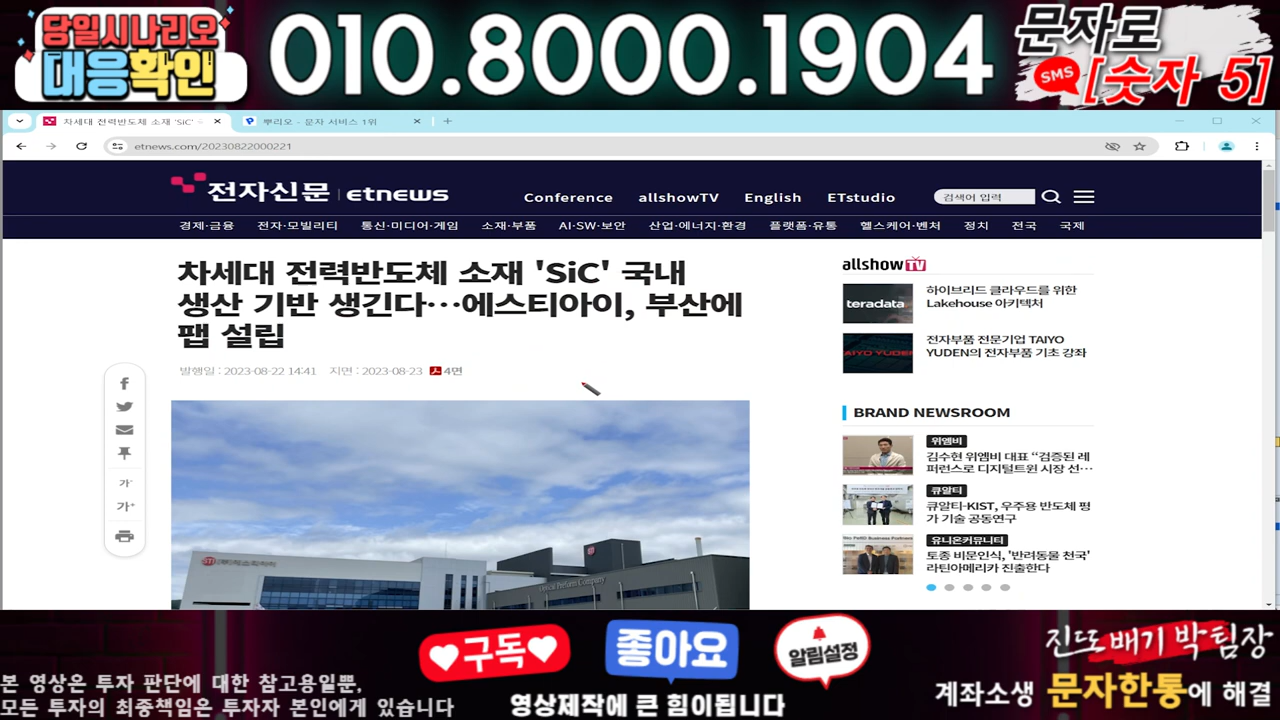 당일시나리오
대응확인
010.8000.1904
문자로
SMS [숫자 5]
차세대 전력반도체 소재 'SiC'
뿌리오 - 문자 서비스 1위
etnews.com/20230822000221
전자신문 etnews
Conference allshowTV English ETstudio
검색어 입력
경제·금융 전자·모빌리티 통신·미디어·게임 소재·부품 AI·SW·보안 산업·에너지·환경 플랫폼·유통 헬스케어·벤처 정치 전국 국제
차세대 전력반도체 소재 'SiC' 국내
생산 기반 생긴다…에스티아이, 부산에
팹 설립
발행일 : 2023-08-22 14:41 지면 : 2023-08-23 4면
가-
가+
allshowTV
teradata
하이브리드 클라우드를 위한
Lakehouse 아키텍처
TAIYO YUDEN
전자부품 전문기업 TAIYO
YUDEN의 전자부품 기초 강좌
BRAND NEWSROOM
위엠비
김수현 위엠비 대표 “검증된 레
퍼런스로 디지털트윈 시장 선…
큐알티
큐알티-KIST, 우주용 반도체 평
가 기술 공동연구
유니온커뮤니티
토종 비문인식, '반려동물 천국'
라틴아메리카 진출한다
구독
좋아요
알림설정
영상제작에 큰 힘이됩니다
본 영상은 투자 판단에 대한 참고용일뿐,
모든 투자의 최종책임은 투자자 본인에게 있습니다
진또배기 박팀장
계좌소생 문자한통에 해결